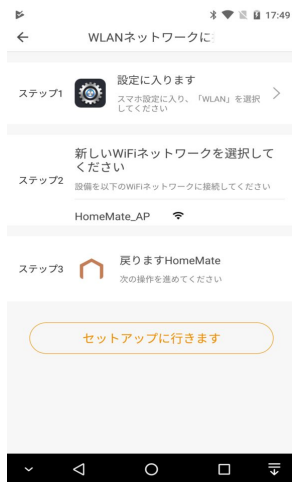 17:49
WLANネットワークに
ステップ1
設定に入ります
スマホ設定に入り、「WLAN」を選択
してください
新しいWiFiネットワークを選択して
ください
ステップ2
設備を以下のWiFiネットワークに接続してください
HomeMate_AP
ステップ3
戻りますHomeMate
次の操作を進めてください
セットアップに行きます